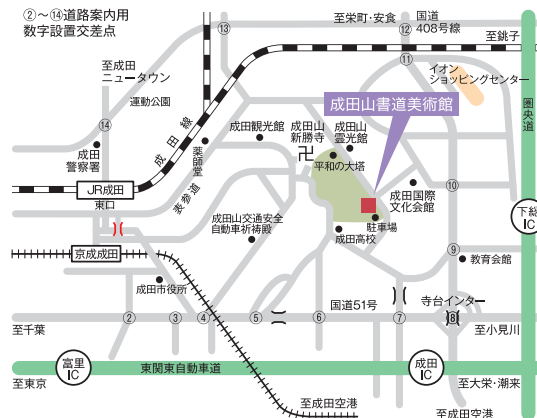 ②～⑭道路案内用
数字設置交差点
至栄町・安食
国道
408号線
至銚子
⑬
⑫
⑪
至成田
ニュータウン
運動公園
イオン
ショッピングセンター
圏央道
成田山書道美術館
⑭
成田線
成田観光館
成田山
新勝寺
成田山
霊光館
卍
平和の大塔
成田
警察署
薬師堂
JR成田
東口
表参道
成田国際
文化会館
⑩
下総
IC
成田山交通安全
自動車祈祷殿
駐車場
成田高校
京成成田
⑨
教育会館
成田市役所
寺台インター
国道51号
②
③
④
⑤
⑥
⑦
⑧
至千葉
至小見川
富里
IC
東関東自動車道
成田
IC
至東京
至大栄・潮来
至成田空港
至成田空港